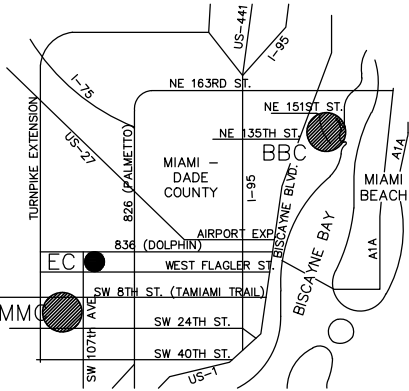 US-441
I-95
I-75
NE 163RD ST.
NE 151ST ST.
NE 135TH ST.
BBC
US-27
TURNPIKE EXTENSION
826 (PALMETTO)
MIAMI –
DADE
COUNTY
I-95
BISCAYNE BLVD.
A1A
MIAMI
BEACH
A1A
BISCAYNE BAY
AIRPORT EXP.
836 (DOLPHIN)
EC
WEST FLAGLER ST.
SW 8TH ST. (TAMIAMI TRAIL)
MMC
SW 107th AVE
SW 24TH ST.
SW 40TH ST.
US-1